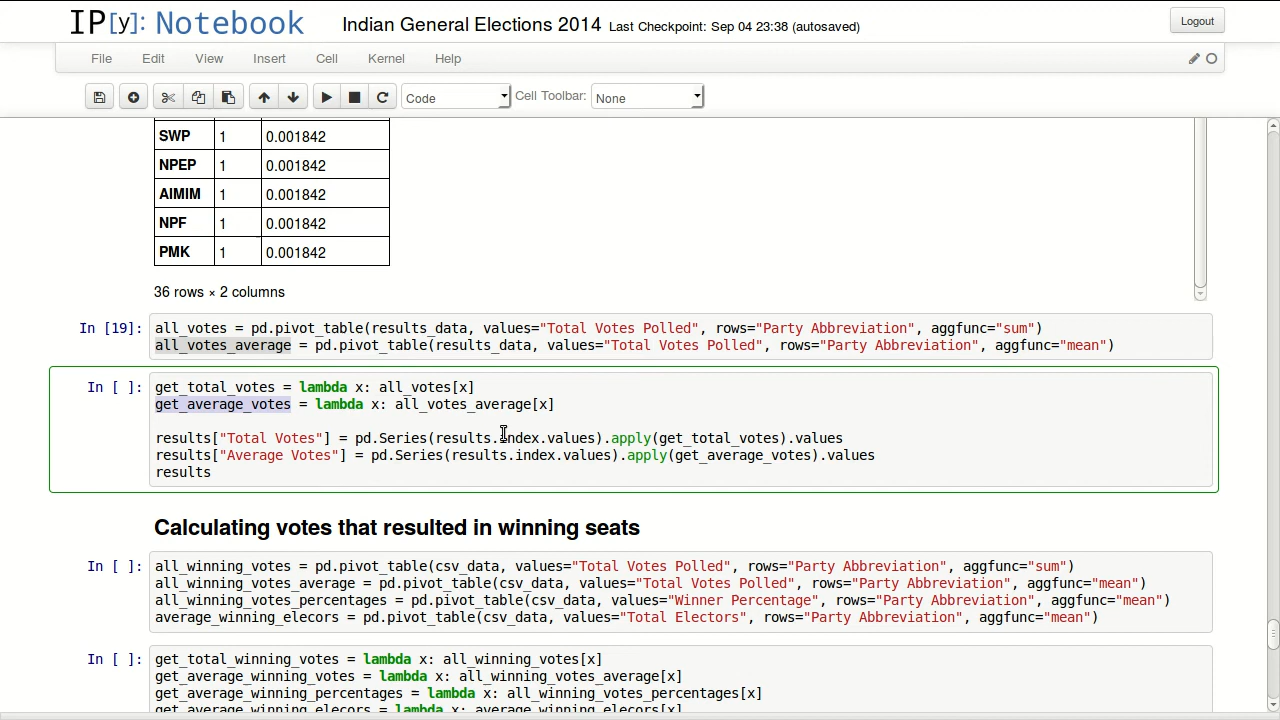 IP[y]: Notebook Indian General Elections 2014 Last Checkpoint: Sep 04 23:38 (autosaved) Logout
File Edit View Insert Cell Kernel Help
Code Cell Toolbar: None
SWP 1 0.001842
NPEP 1 0.001842
AIMIM 1 0.001842
NPF 1 0.001842
PMK 1 0.001842
36 rows × 2 columns
In [19]: all_votes = pd.pivot_table(results_data, values="Total Votes Polled", rows="Party Abbreviation", aggfunc="sum")
all_votes_average = pd.pivot_table(results_data, values="Total Votes Polled", rows="Party Abbreviation", aggfunc="mean")
In [ ]: get_total_votes = lambda x: all_votes[x]
get_average_votes = lambda x: all_votes_average[x]
results["Total Votes"] = pd.Series(results.index.values).apply(get_total_votes).values
results["Average Votes"] = pd.Series(results.index.values).apply(get_average_votes).values
results
Calculating votes that resulted in winning seats
In [ ]: all_winning_votes = pd.pivot_table(csv_data, values="Total Votes Polled", rows="Party Abbreviation", aggfunc="sum")
all_winning_votes_average = pd.pivot_table(csv_data, values="Total Votes Polled", rows="Party Abbreviation", aggfunc="mean")
all_winning_votes_percentages = pd.pivot_table(csv_data, values="Winner Percentage", rows="Party Abbreviation", aggfunc="mean")
average_winning_elecors = pd.pivot_table(csv_data, values="Total Electors", rows="Party Abbreviation", aggfunc="mean")
In [ ]: get_total_winning_votes = lambda x: all_winning_votes[x]
get_average_winning_votes = lambda x: all_winning_votes_average[x]
get_average_winning_percentages = lambda x: all_winning_votes_percentages[x]
get_average_winning_elecors = lambda x: average_winning_elecors[x]